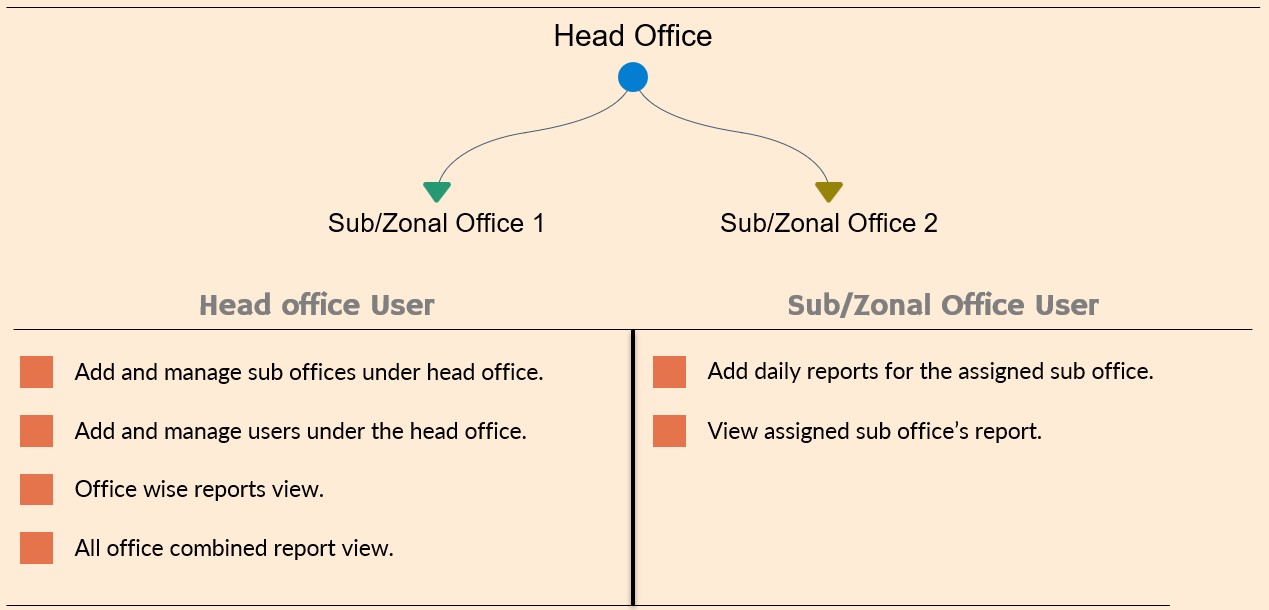 Head Office
Sub/Zonal Office 1
Sub/Zonal Office 2
Head office User
Add and manage sub offices under head office.
Add and manage users under the head office.
Office wise reports view.
All office combined report view.
Sub/Zonal Office User
Add daily reports for the assigned sub office.
View assigned sub office’s report.